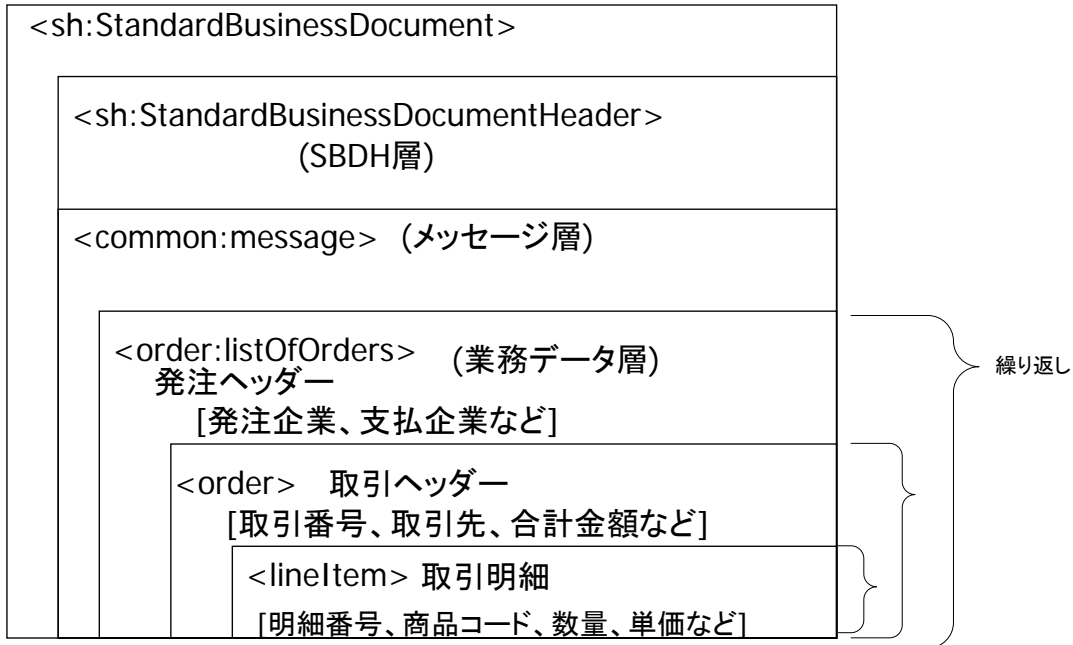 <sh:StandardBusinessDocument>
<sh:StandardBusinessDocumentHeader>
(SBDH層)
<common:message> (メッセージ層)
<order:listOfOrders> (業務データ層)
発注ヘッダー
[発注企業、支払企業など]
繰り返し
<order> 取引ヘッダー
[取引番号、取引先、合計金額など]
<lineItem> 取引明細
[明細番号、商品コード、数量、単価など]